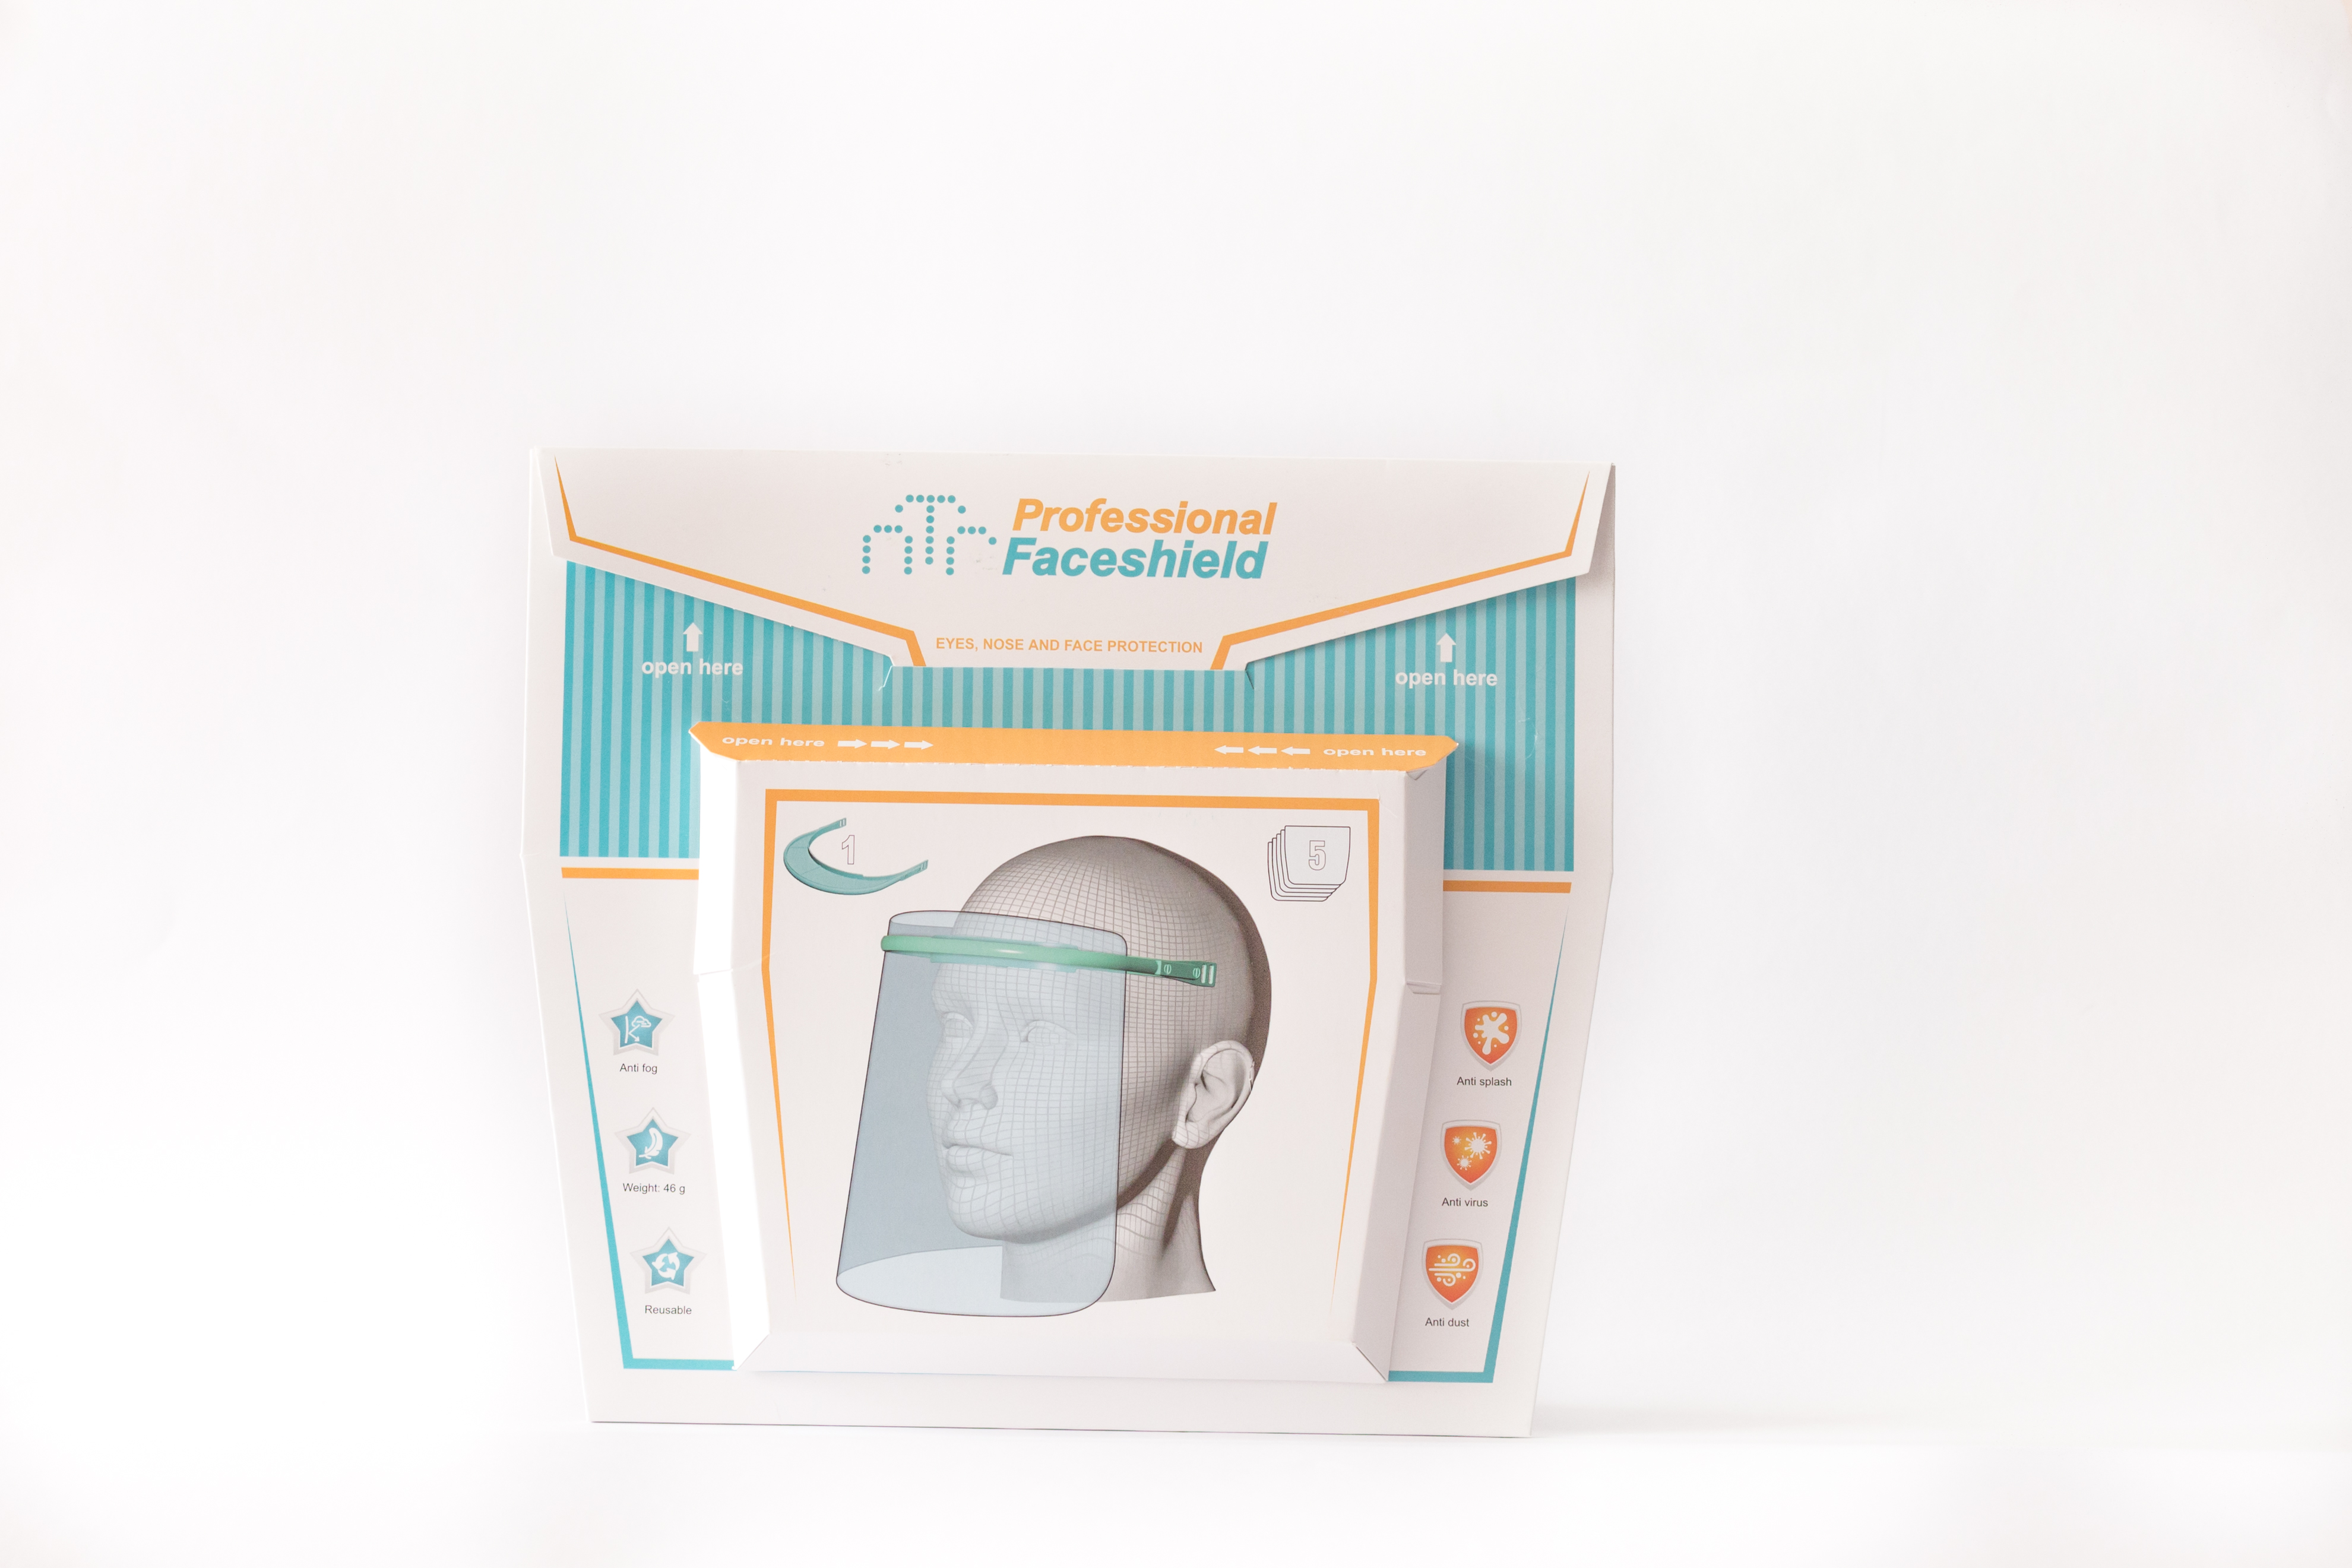 Professional
Faceshield
EYES, NOSE AND FACE PROTECTION
open here
open here
open here
open here
1
5
Anti fog
Weight: 46 g
Reusable
Anti splash
Anti virus
Anti dust